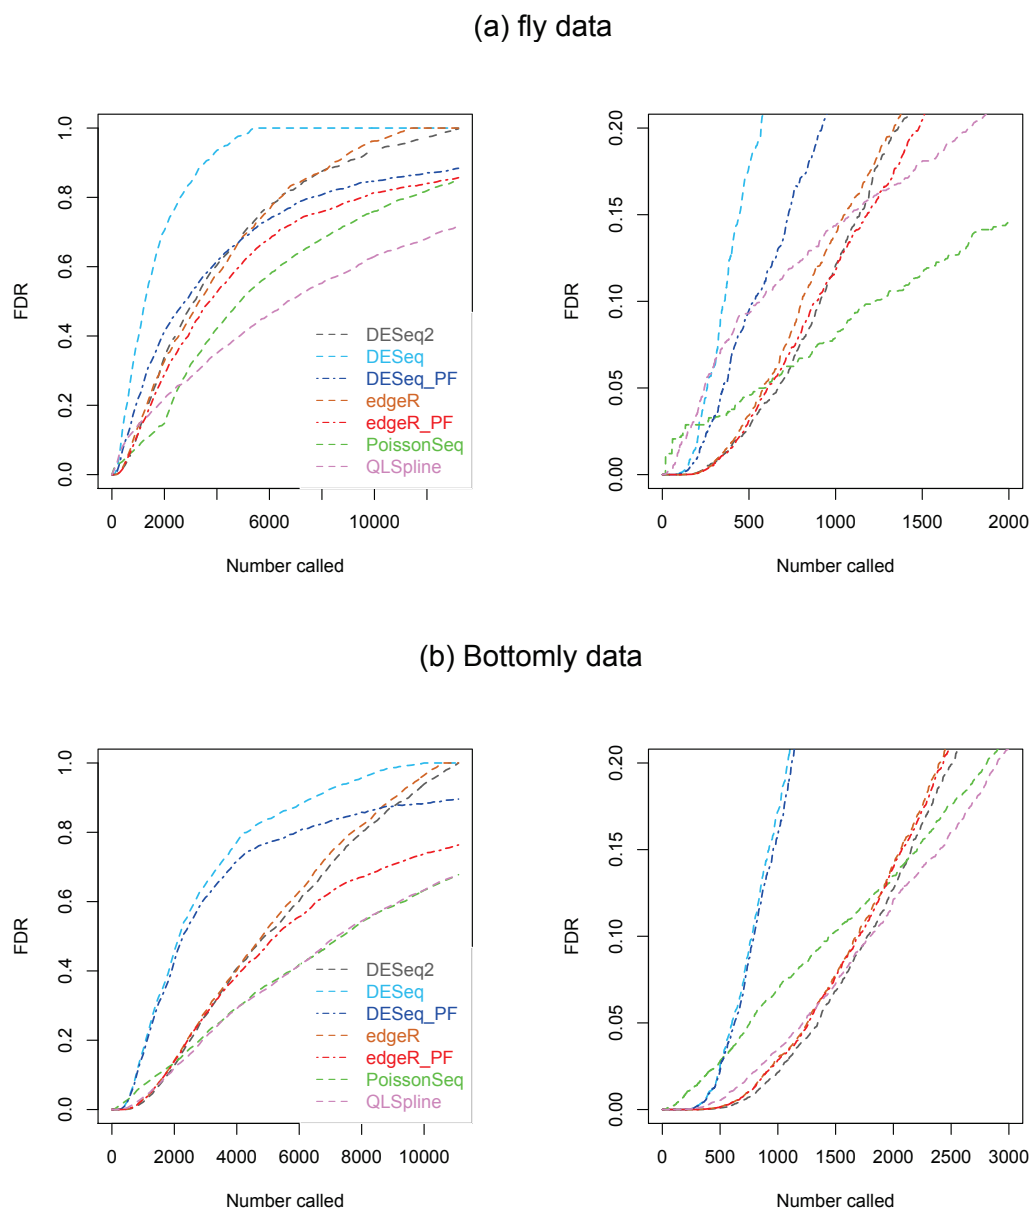 (a) fly data
FDR
0.0 0.2 0.4 0.6 0.8 1.0
DESeq2
DESeq
DESeq_PF
edgeR
edgeR_PF
PoissonSeq
QLSpline
0 2000 6000 10000
Number called
FDR
0.00 0.05 0.10 0.15 0.20
0 500 1000 1500 2000
Number called
(b) Bottomly data
FDR
0.0 0.2 0.4 0.6 0.8 1.0
DESeq2
DESeq
DESeq_PF
edgeR
edgeR_PF
PoissonSeq
QLSpline
0 2000 4000 6000 8000 10000
Number called
FDR
0.00 0.05 0.10 0.15 0.20
0 500 1000 1500 2000 2500 3000
Number called